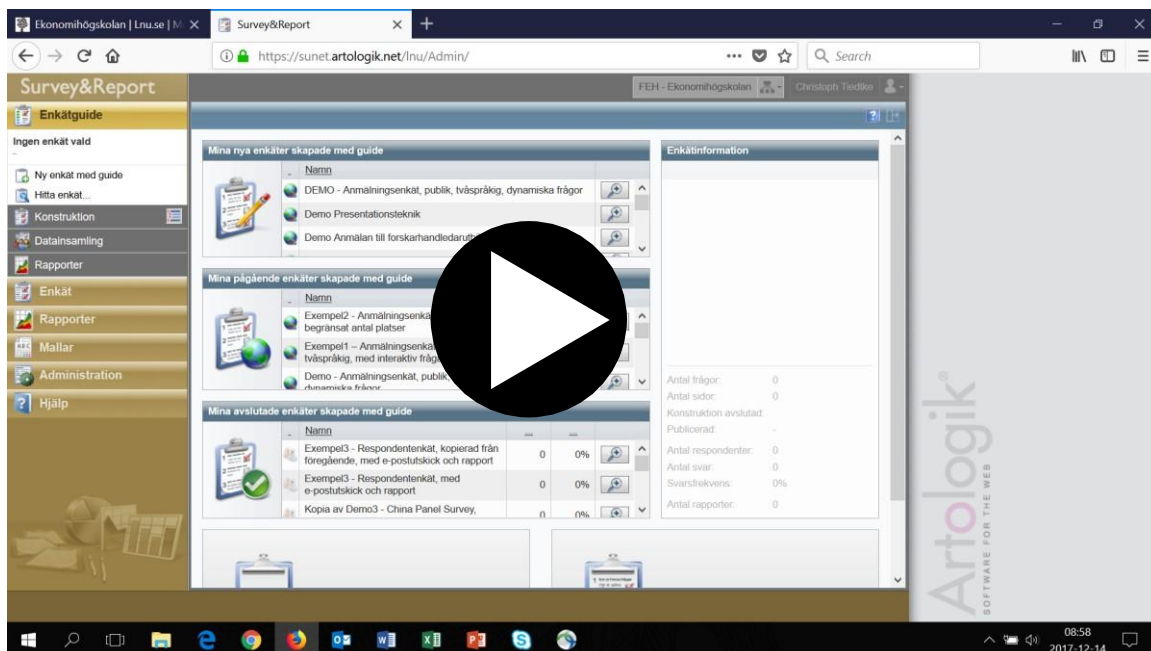 Ekonomihögskolan | Lnu.se | M
Survey&Report
https://sunet.artologik.net/lnu/Admin/
Search
Survey&Report
FEH - Ekonomihögskolan
Christoph Tiedtke
Enkätguide
Ingen enkät vald
Ny enkät med guide
Hitta enkät...
Konstruktion
Datainsamling
Rapporter
Enkät
Rapporter
Mallar
Administration
Hjälp
Mina nya enkäter skapade med guide
Namn
DEMO - Anmälningsenkät, publik, tvåspråkig, dynamiska frågor
Demo Presentationsteknik
Demo Anmälan till
Mina pågående enkäter skapade med guide
Namn
Exempel2 -
begränsat antal platser
Exempel1 –
tvåspråkig, med interaktiv
Demo - Anmälningsenkät, publik,
dynamiska frågor
Mina avslutade enkäter skapade med guide
Namn
... ...
Exempel3 - Respondentenkät, kopierad från
föregående, med e-postutskick och rapport
0 0%
Exempel3 - Respondentenkät, med
e-postutskick och rapport
0 0%
Kopia av Demo3 - China Panel Survey,
0 0%
Enkätinformation
Antal frågor: 0
Antal sidor: 0
Konstruktion avslutad:
Publicerad: -
Antal respondenter: 0
Antal svar: 0
Svarsfrekvens: 0%
Antal rapporter: 0
Artologik®
SOFTWARE FOR THE WEB
08:58
2017-12-14